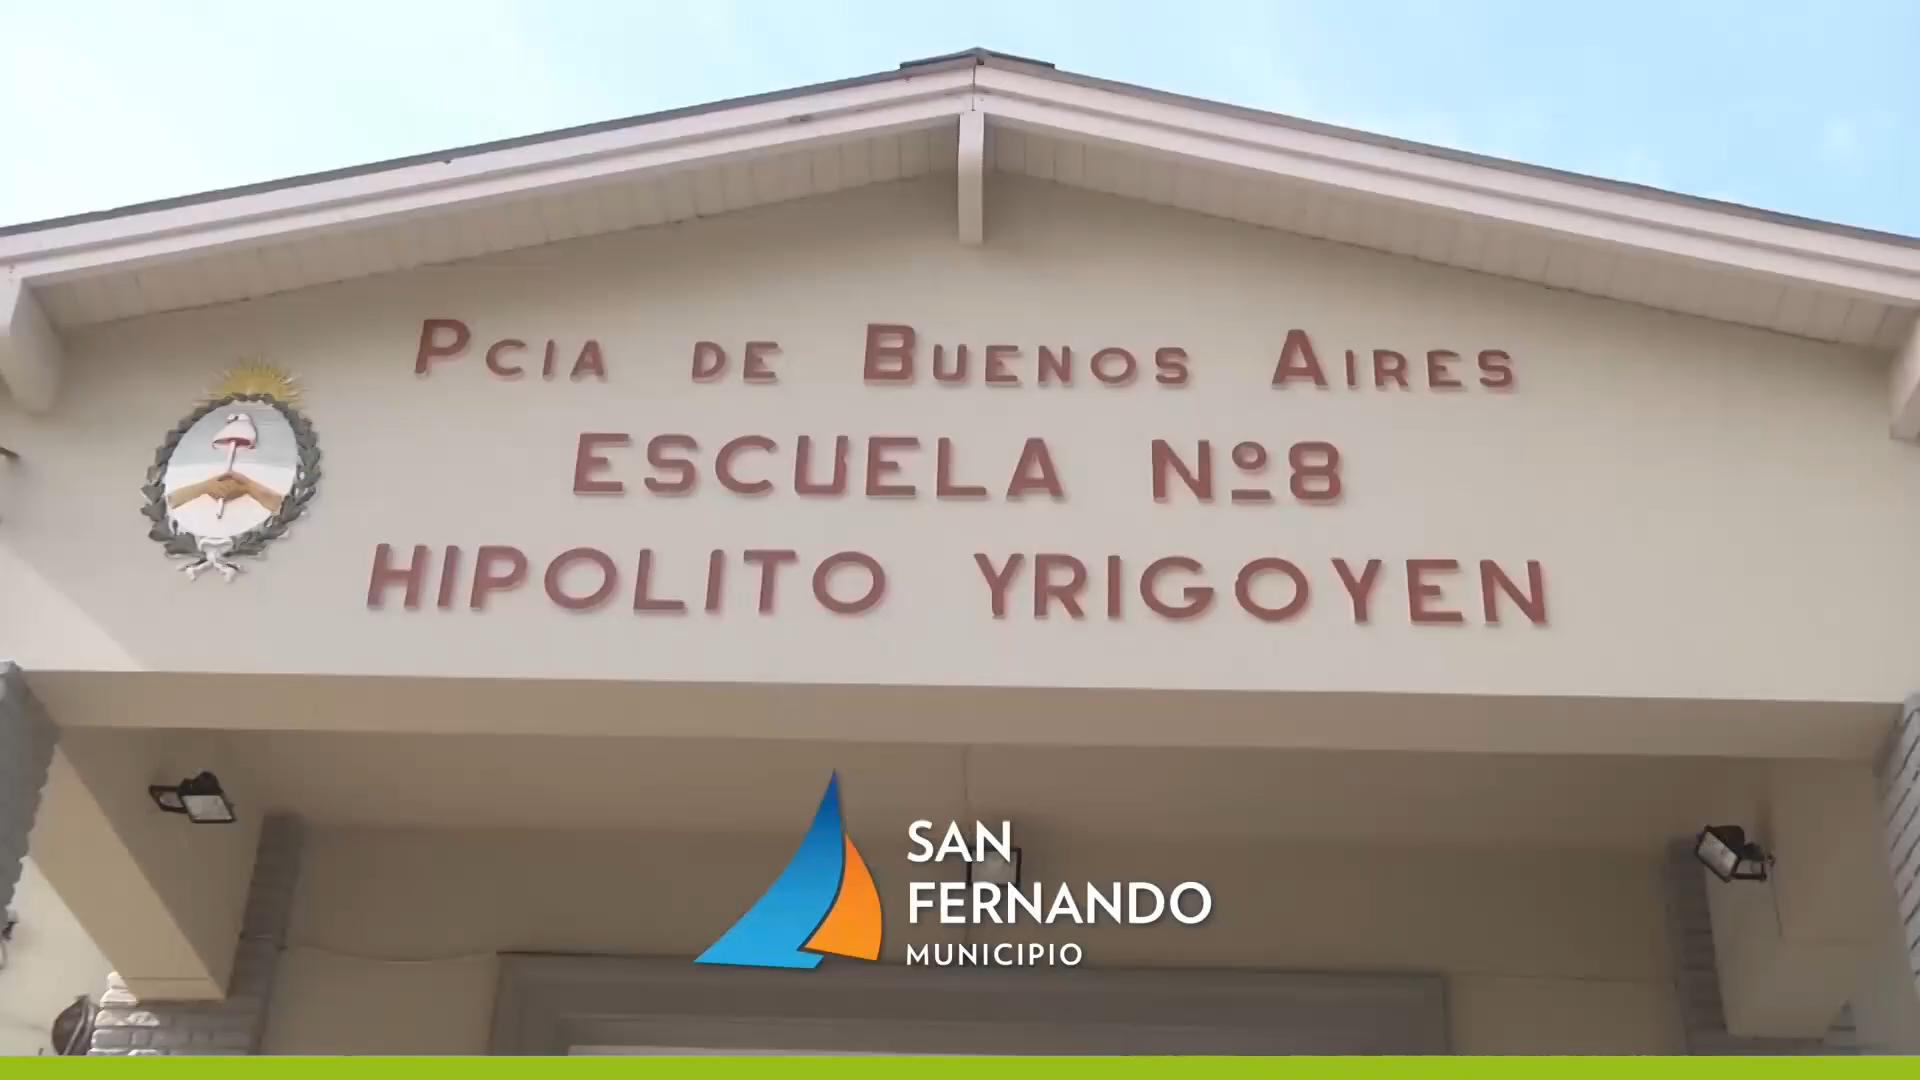 PCIA DE BUENOS AIRES
ESCUELA Nº8
HIPOLITO YRIGOYEN
SAN
FERNANDO
MUNICIPIO